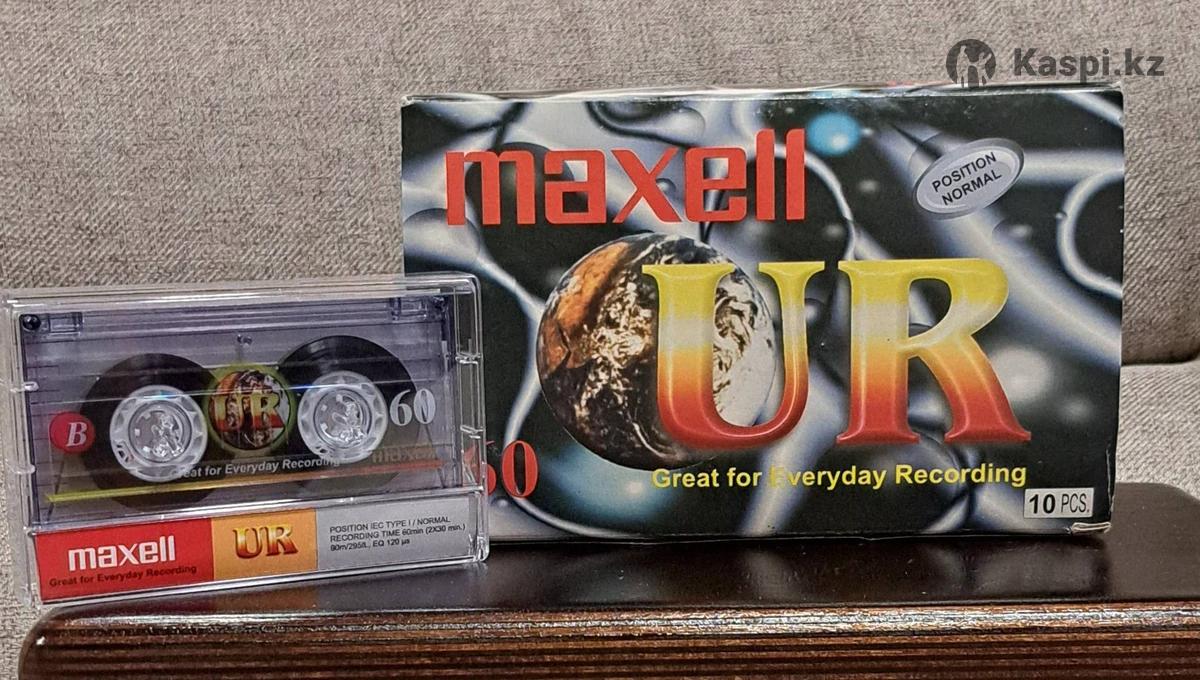 Kaspi.kz
maxell
POSITION
NORMAL
UR
60
Great for Everyday Recording
10 PCS.
B
UR
60
maxell
Great for Everyday Recording
maxell
Great for Everyday Recording
UR
POSITION IEC TYPE I / NORMAL
RECORDING TIME 60min (2X30 min.)
90m/295ft., EQ 120 µs